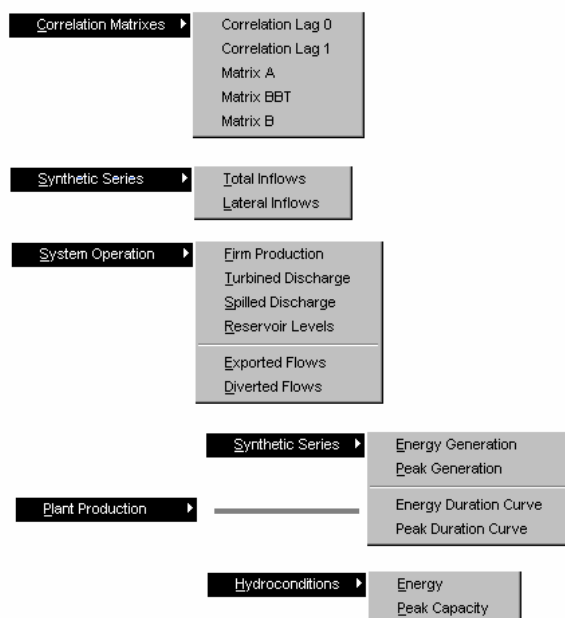 Correlation Matrixes
Correlation Lag 0
Correlation Lag 1
Matrix A
Matrix BBT
Matrix B
Synthetic Series
Total Inflows
Lateral Inflows
System Operation
Firm Production
Turbined Discharge
Spilled Discharge
Reservoir Levels
Exported Flows
Diverted Flows
Synthetic Series
Energy Generation
Peak Generation
Energy Duration Curve
Peak Duration Curve
Plant Production
Hydroconditions
Energy
Peak Capacity